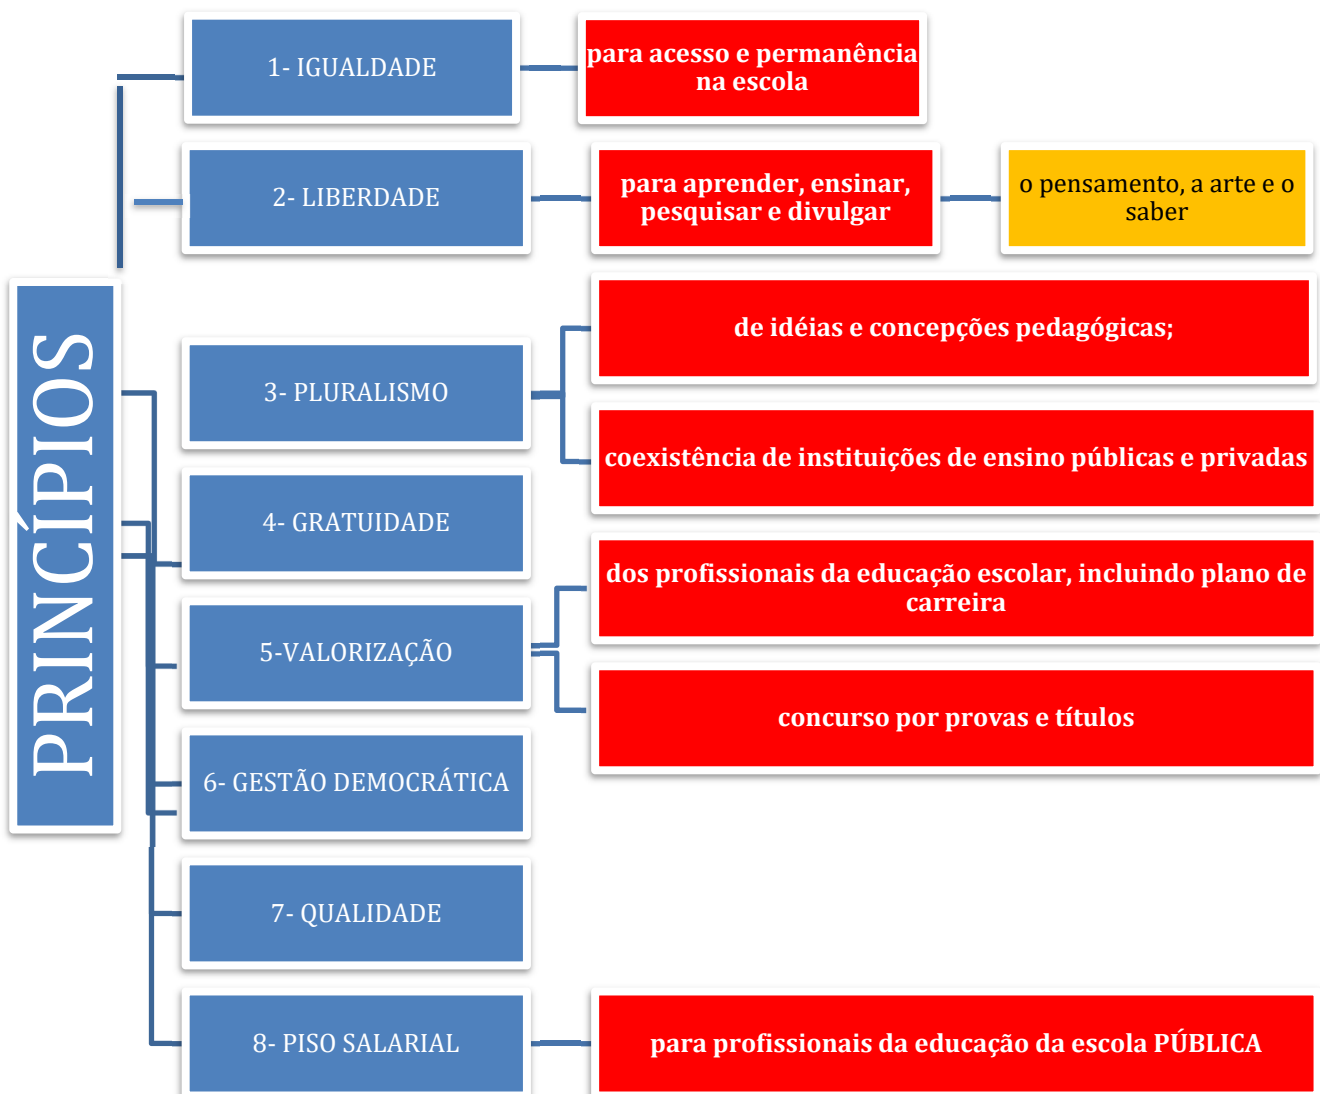 PRINCÍPIOS
1- IGUALDADE
para acesso e permanência
na escola
2- LIBERDADE
para aprender, ensinar,
pesquisar e divulgar
o pensamento, a arte e o
saber
3- PLURALISMO
de idéias e concepções pedagógicas;
coexistência de instituições de ensino públicas e privadas
4- GRATUIDADE
5-VALORIZAÇÃO
dos profissionais da educação escolar, incluindo plano de
carreira
concurso por provas e títulos
6- GESTÃO DEMOCRÁTICA
7- QUALIDADE
8- PISO SALARIAL
para profissionais da educação da escola PÚBLICA